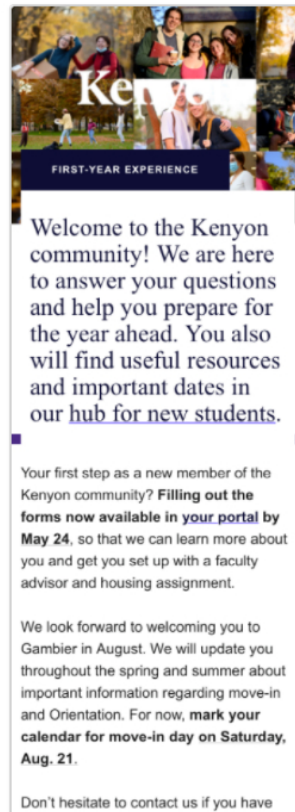 Kenyon
FIRST-YEAR EXPERIENCE
Welcome to the Kenyon
community! We are here
to answer your questions
and help you prepare for
the year ahead. You also
will find useful resources
and important dates in
our hub for new students.
Your first step as a new member of the
Kenyon community? Filling out the
forms now available in your portal by
May 24, so that we can learn more about
you and get you set up with a faculty
advisor and housing assignment.
We look forward to welcoming you to
Gambier in August. We will update you
throughout the spring and summer about
important information regarding move-in
and Orientation. For now, mark your
calendar for move-in day on Saturday,
Aug. 21.
Don't hesitate to contact us if you have